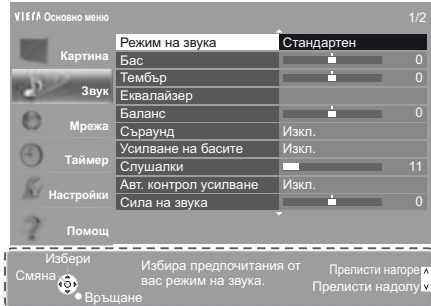 VIErA Основно меню 1/2
Картина
Звук
Мрежа
Таймер
Настройки
Помощ
Режим на звука Стандартен
Бас 0
Тембър 0
Еквалайзер
Баланс 0
Съраунд Изкл.
Усилване на басите Изкл.
Слушалки 11
Авт. контрол усилване Изкл.
Сила на звука 0
Избери
Смяна
Връщане
Избира предпочитания от
вас режим на звука.
Прелисти нагоре
Прелисти надолу